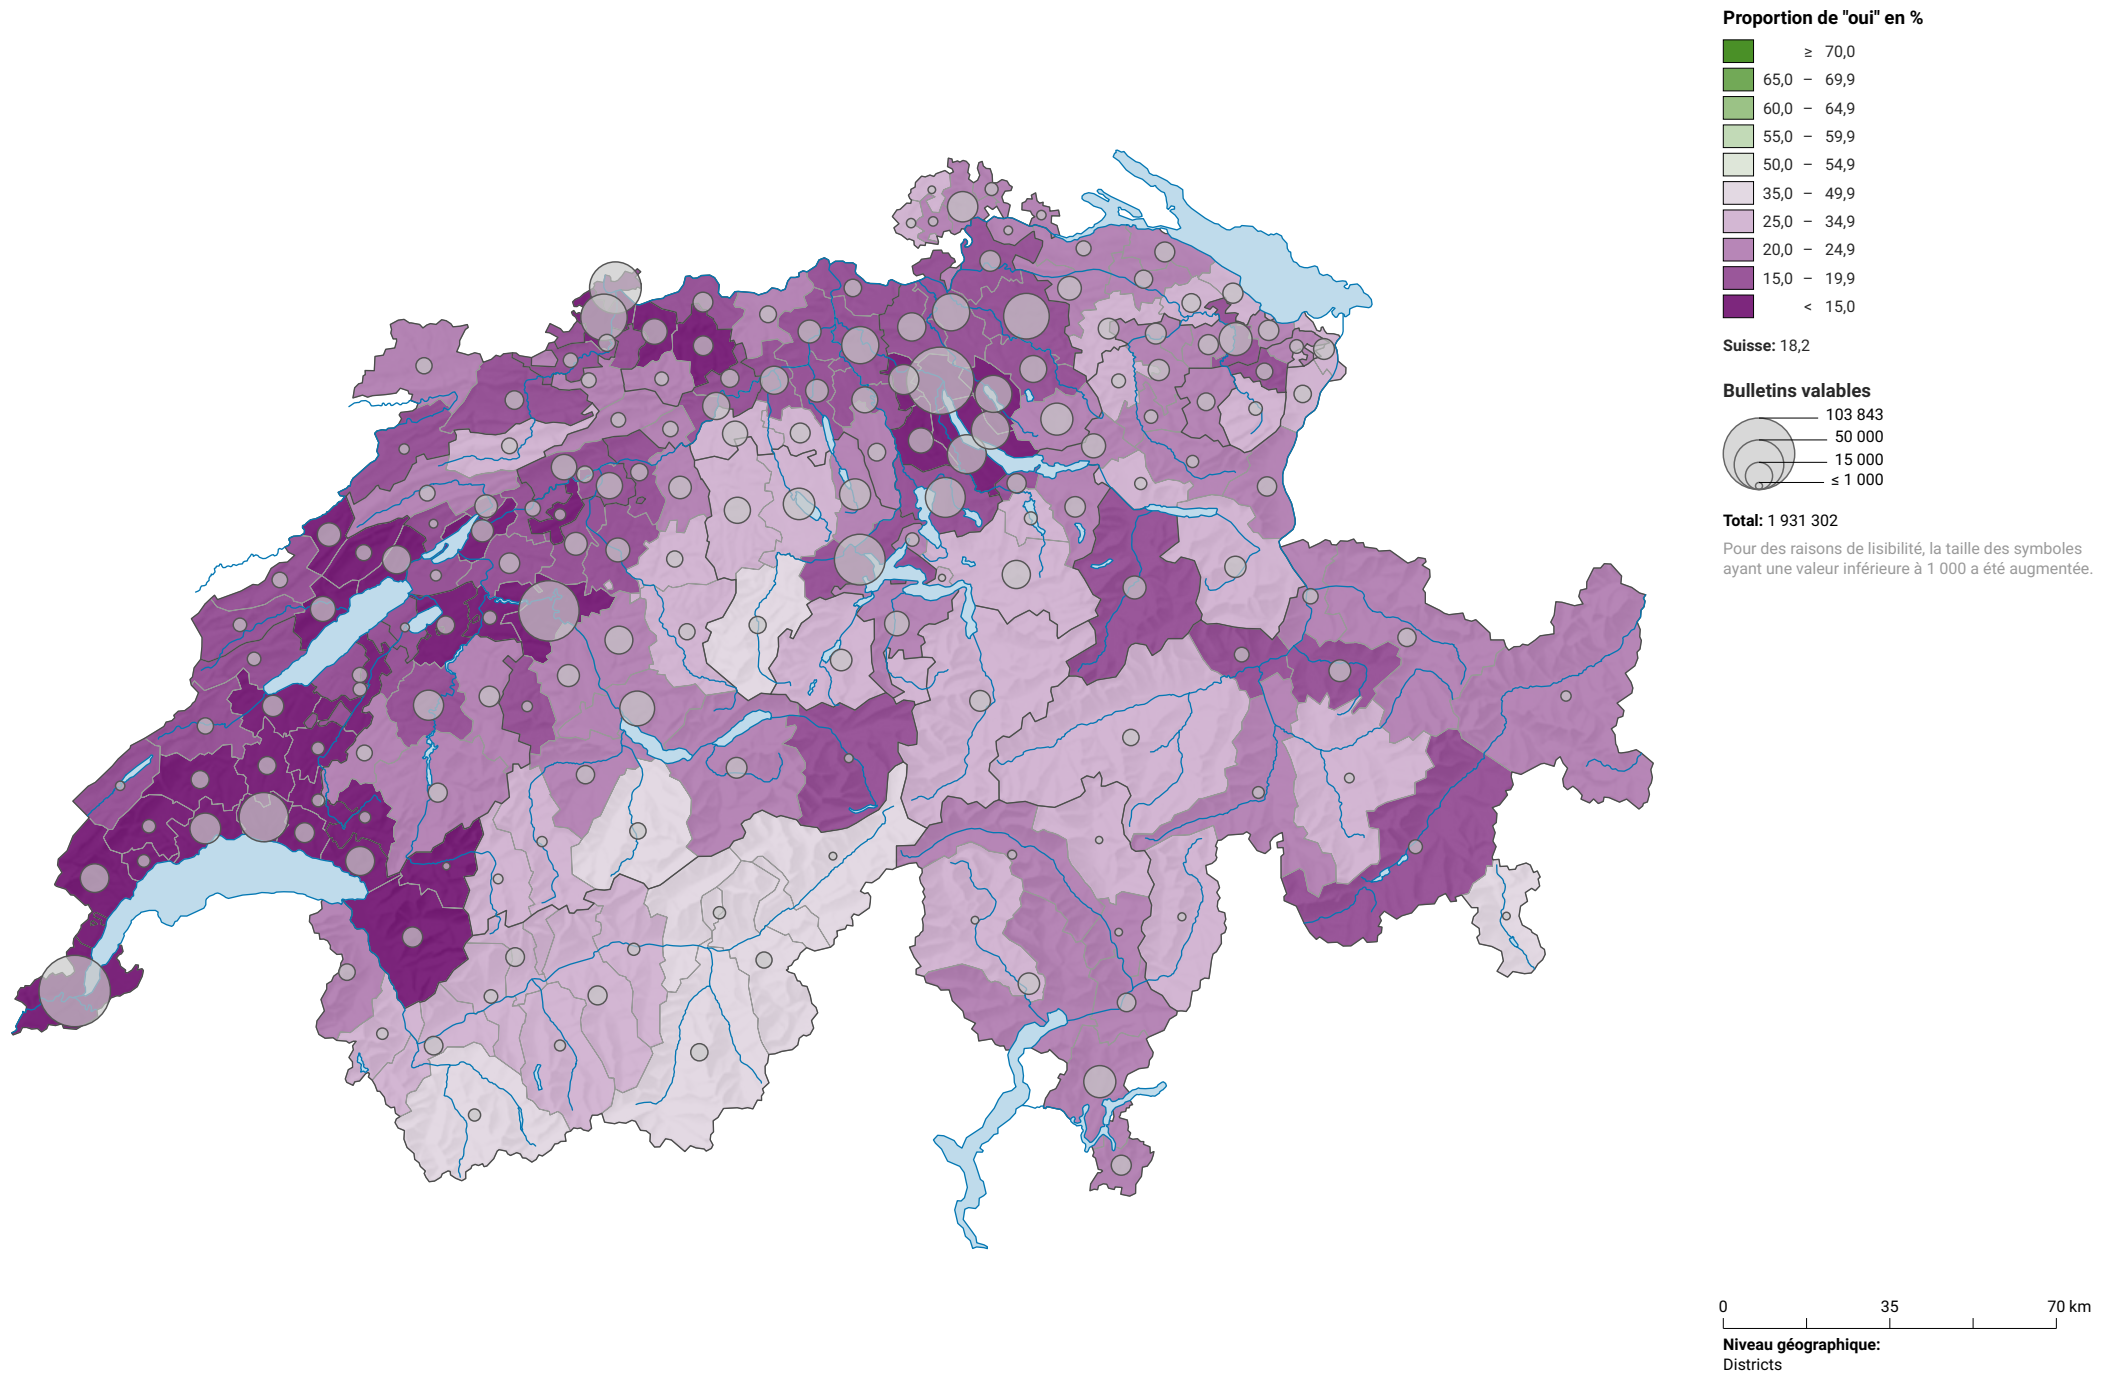 Proportion de "oui" en %
≥ 70,0
65,0 – 69,9
60,0 – 64,9
55,0 – 59,9
50,0 – 54,9
35,0 – 49,9
25,0 – 34,9
20,0 – 24,9
15,0 – 19,9
< 15,0
Suisse: 18,2
Bulletins valables
103 843
50 000
15 000
≤ 1 000
Total: 1 931 302
Pour des raisons de lisibilité, la taille des symboles
ayant une valeur inférieure à 1 000 a été augmentée.
0 35 70 km
Niveau géographique:
Districts